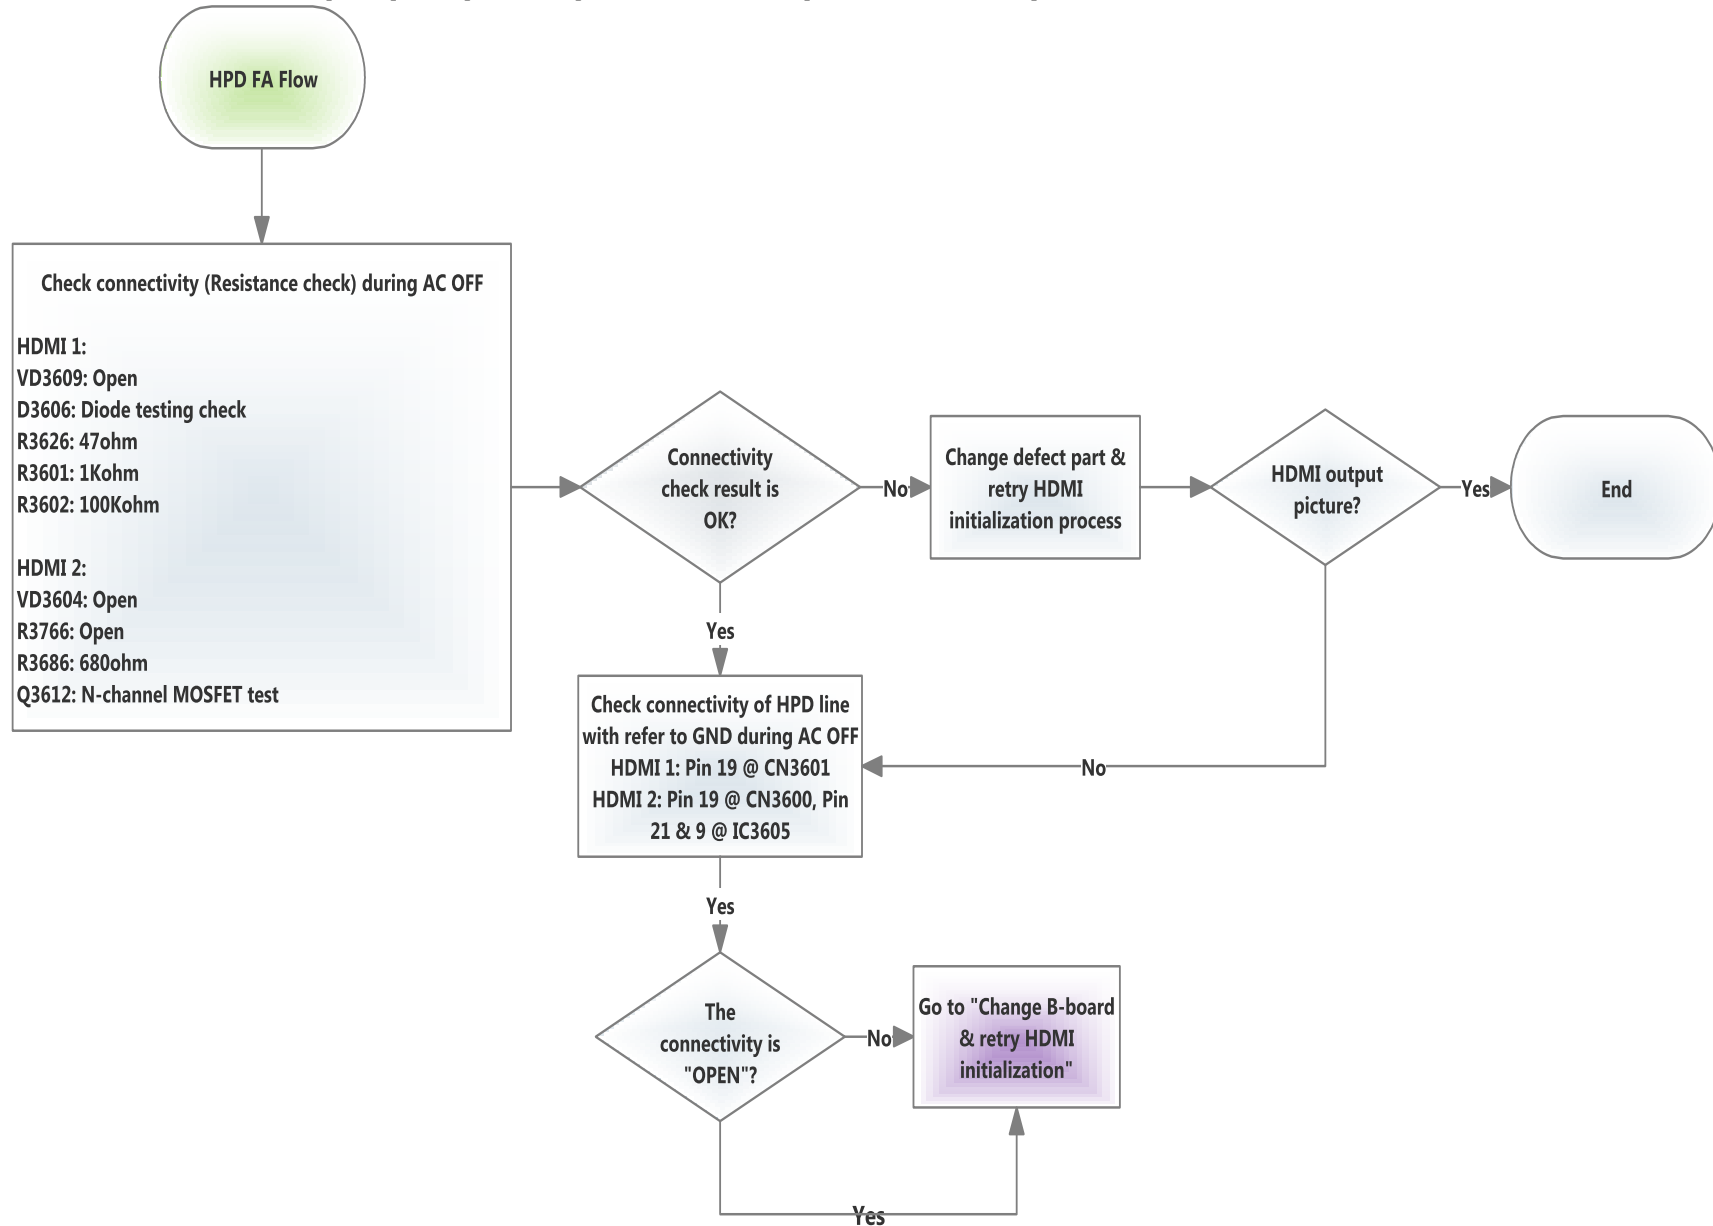 HPD FA Flow
Check connectivity (Resistance check) during AC OFF
HDMI 1:
VD3609: Open
D3606: Diode testing check
R3626: 47ohm
R3601: 1Kohm
R3602: 100Kohm
HDMI 2:
VD3604: Open
R3766: Open
R3686: 680ohm
Q3612: N-channel MOSFET test
Connectivity
check result is
OK?
No
Change defect part &
retry HDMI
initialization process
HDMI output
picture?
Yes
End
Yes
Check connectivity of HPD line
with refer to GND during AC OFF
HDMI 1: Pin 19 @ CN3601
HDMI 2: Pin 19 @ CN3600, Pin
21 & 9 @ IC3605
No
Yes
The
connectivity is
"OPEN"?
No
Go to "Change B-board
& retry HDMI
initialization"
Yes